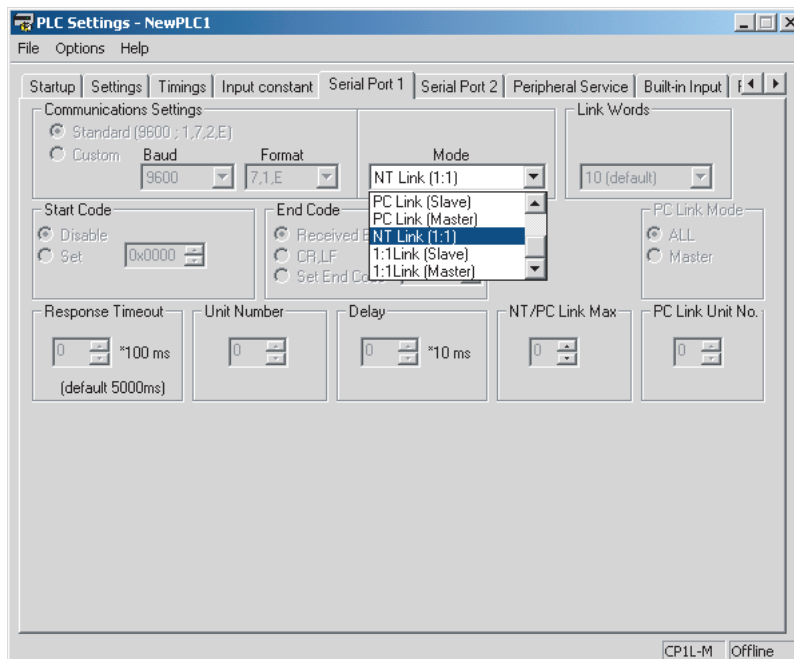 PLC Settings - NewPLC1
File Options Help
Startup Settings Timings Input constant Serial Port 1 Serial Port 2 Peripheral Service Built-in Input
Communications Settings
Standard (9600 ; 1,7,2,E)
Custom Baud Format
9600 7,1,E
Mode
NT Link (1:1)
PC Link (Slave)
PC Link (Master)
NT Link (1:1)
1:1Link (Slave)
1:1Link (Master)
Link Words
10 (default)
Start Code
Disable
Set 0x0000
End Code
Received
CR,LF
Set End
PC Link Mode
ALL
Master
Response Timeout
0 *100 ms
(default 5000ms)
Unit Number
0
Delay
0 *10 ms
NT/PC Link Max
0
PC Link Unit No.
0
CP1L-M Offline